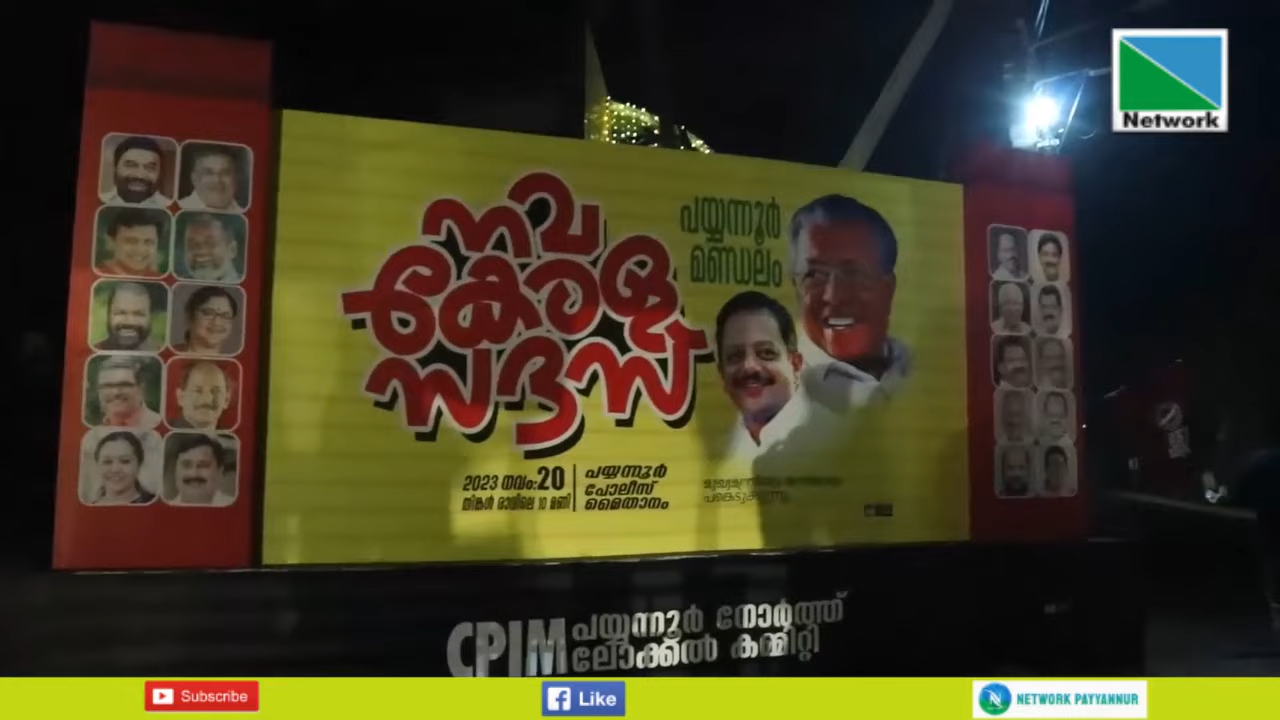 Network
നവ
കേരള
സദസ്സ്
പയ്യന്നൂർ
മണ്ഡലം
2023 നവം:20
തിങ്കൾ രാവിലെ 10 മണി
പയ്യന്നൂർ
പോലീസ്
മൈതാനം
പങ്കെടുക്കുന്നു
CPIM
പയ്യന്നൂർ നോർത്ത്
ലോക്കൽ കമ്മിറ്റി
Subscribe
Like
NETWORK PAYYANNUR